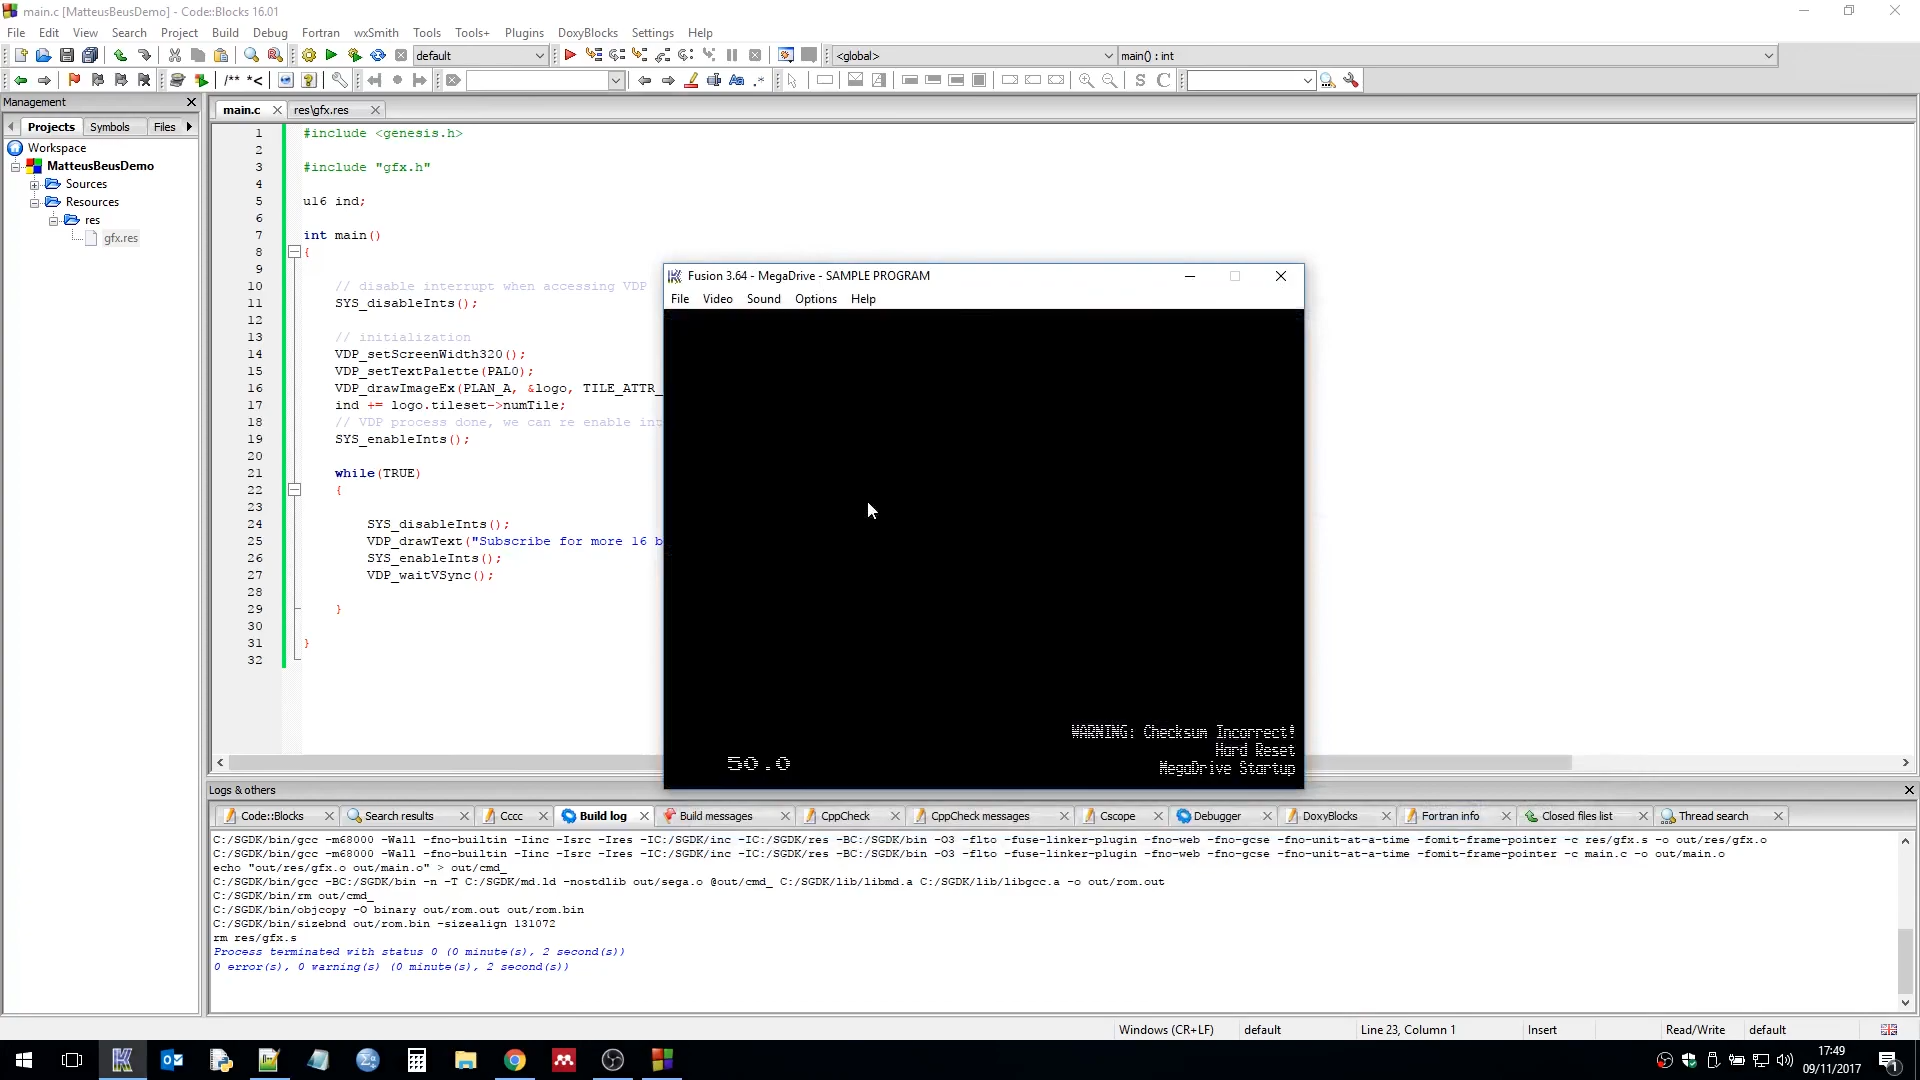 main.c [MatteusBeusDemo] - Code::Blocks 16.01
File Edit View Search Project Build Debug Fortran wxSmith Tools Tools+ Plugins DoxyBlocks Settings Help
default
<global>
main() : int
/** *<
S C
Management
Projects Symbols Files
Workspace
MatteusBeusDemo
Sources
Resources
res
gfx.res
main.c
res\gfx.res
1 #include <genesis.h>
2
3 #include "gfx.h"
4
5 u16 ind;
6
7 int main()
8 {
9
10 // disable interrupt when accessing VDP
11 SYS_disableInts();
12
13 // initialization
14 VDP_setScreenWidth320();
15 VDP_setTextPalette(PAL0);
16 VDP_drawImageEx(PLAN_A, &logo, TILE_ATTR_
17 ind += logo.tileset->numTile;
18 // VDP process done, we can re enable int
19 SYS_enableInts();
20
21 while(TRUE)
22 {
23
24 SYS_disableInts();
25 VDP_drawText("Subscribe for more 16 b
26 SYS_enableInts();
27 VDP_waitVSync();
28
29 }
30
31 }
32
Fusion 3.64 - MegaDrive - SAMPLE PROGRAM
File Video Sound Options Help
WARNING: Checksum Incorrect!
Hard Reset
MegaDrive Startup
50.0
Logs & others
Code::Blocks Search results Cccc Build log Build messages CppCheck CppCheck messages Cscope Debugger DoxyBlocks Fortran info Closed files list Thread search
C:/SGDK/bin/gcc -m68000 -Wall -fno-builtin -Iinc -Isrc -Ires -IC:/SGDK/inc -IC:/SGDK/res -BC:/SGDK/bin -O3 -flto -fuse-linker-plugin -fno-web -fno-gcse -fno-unit-at-a-time -fomit-frame-pointer -c res/gfx.s -o out/res/gfx.o
C:/SGDK/bin/gcc -m68000 -Wall -fno-builtin -Iinc -Isrc -Ires -IC:/SGDK/inc -IC:/SGDK/res -BC:/SGDK/bin -O3 -flto -fuse-linker-plugin -fno-web -fno-gcse -fno-unit-at-a-time -fomit-frame-pointer -c main.c -o out/main.o
echo "out/res/gfx.o out/main.o" > out/cmd_
C:/SGDK/bin/gcc -BC:/SGDK/bin -n -T C:/SGDK/md.ld -nostdlib out/sega.o @out/cmd_ C:/SGDK/lib/libmd.a C:/SGDK/lib/libgcc.a -o out/rom.out
C:/SGDK/bin/rm out/cmd_
C:/SGDK/bin/objcopy -O binary out/rom.out out/rom.bin
C:/SGDK/bin/sizebnd out/rom.bin -sizealign 131072
rm res/gfx.s
Process terminated with status 0 (0 minute(s), 2 second(s))
0 error(s), 0 warning(s) (0 minute(s), 2 second(s))
Windows (CR+LF) default Line 23, Column 1 Insert Read/Write default
17:49
09/11/2017
1